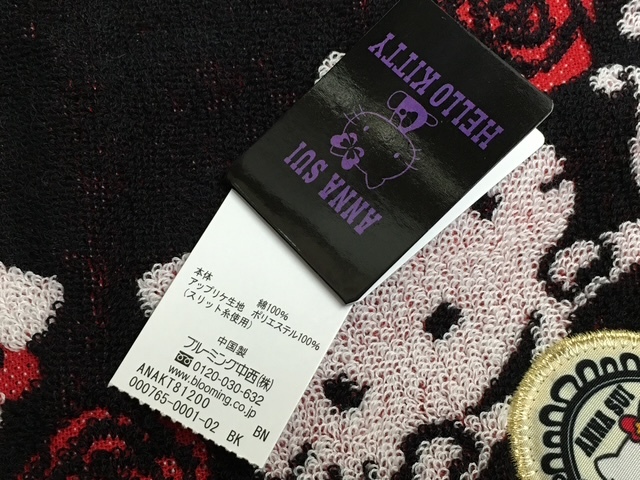 HELLO KITTY
ANNA SUI
本体 綿100%
アップリケ生地 ポリエステル100%
(スリット糸使用)
中国製
ブルーミング中西(株)
0120-030-632
www.blooming.co.jp
ANAKT81200 BN
000765-0001-02 BK
ANNA SUI